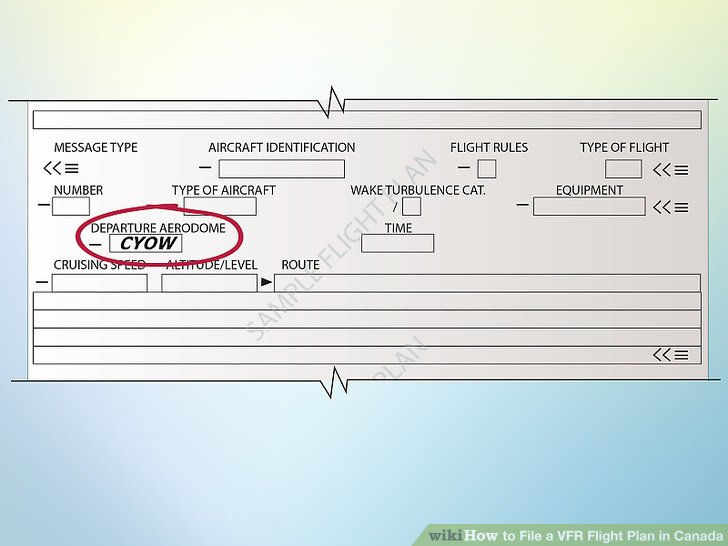 MESSAGE TYPE AIRCRAFT IDENTIFICATION FLIGHT RULES TYPE OF FLIGHT
NUMBER TYPE OF AIRCRAFT WAKE TURBULENCE CAT. EQUIPMENT
/
DEPARTURE AERODOME TIME
CYOW
CRUISING SPEED ALTITUDE/LEVEL ROUTE
SAMPLE FLIGHT PLAN
PLAN
wikiHow to File a VFR Flight Plan in Canada